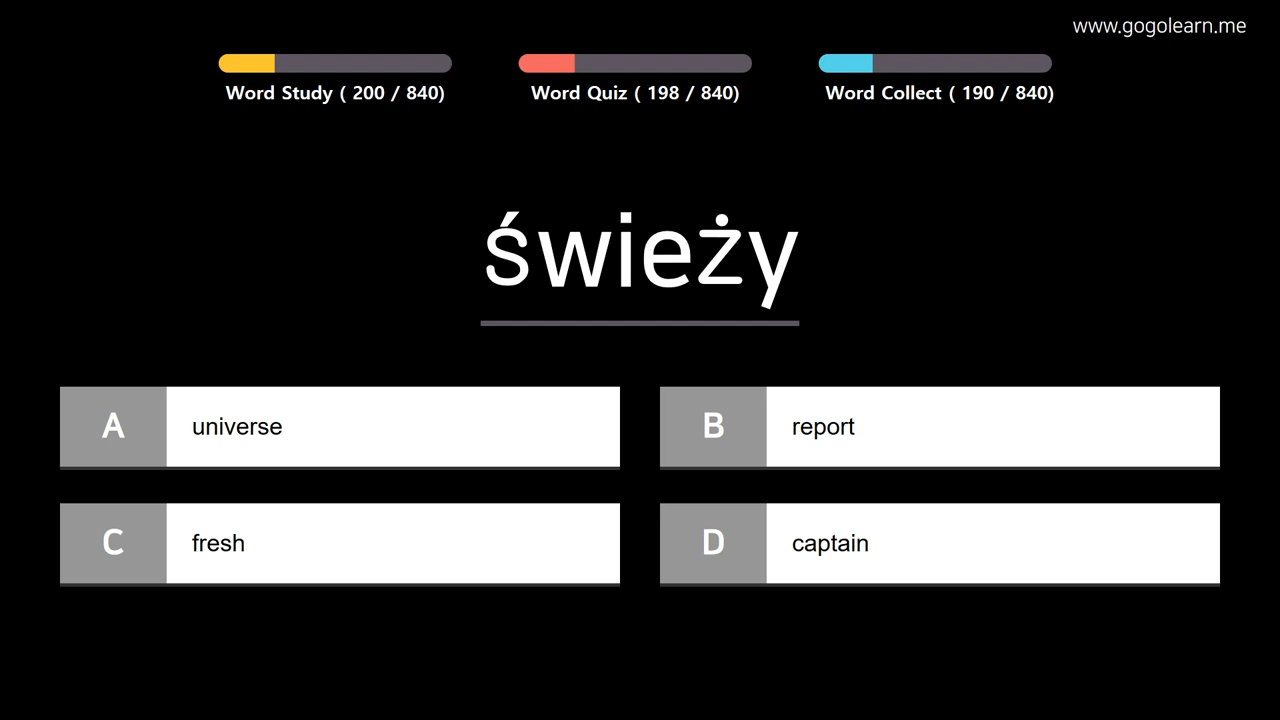 www.gogolearn.me
Word Study ( 200 / 840)
Word Quiz ( 198 / 840)
Word Collect ( 190 / 840)
świeży
A universe
B report
C fresh
D captain